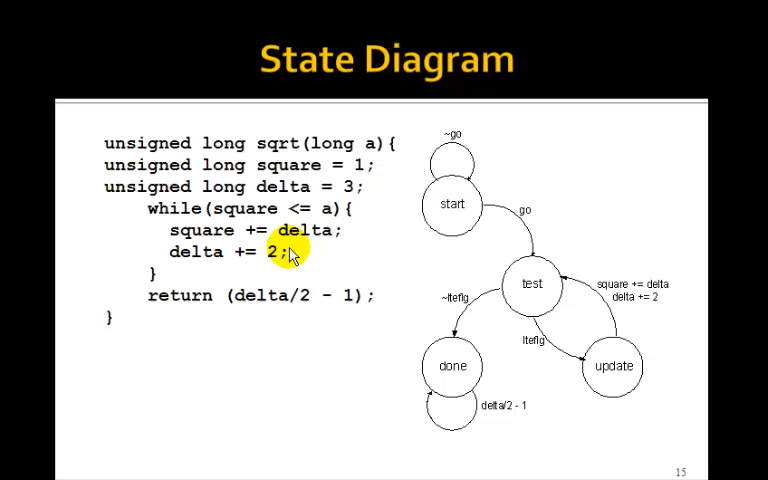 State Diagram
unsigned long sqrt(long a){
unsigned long square = 1;
unsigned long delta = 3;
while(square <= a){
square += delta;
delta += 2;
}
return (delta/2 - 1);
}
~go
start
go
test
square += delta
delta += 2
~lteflg
lteflg
done
update
delta/2 - 1
15